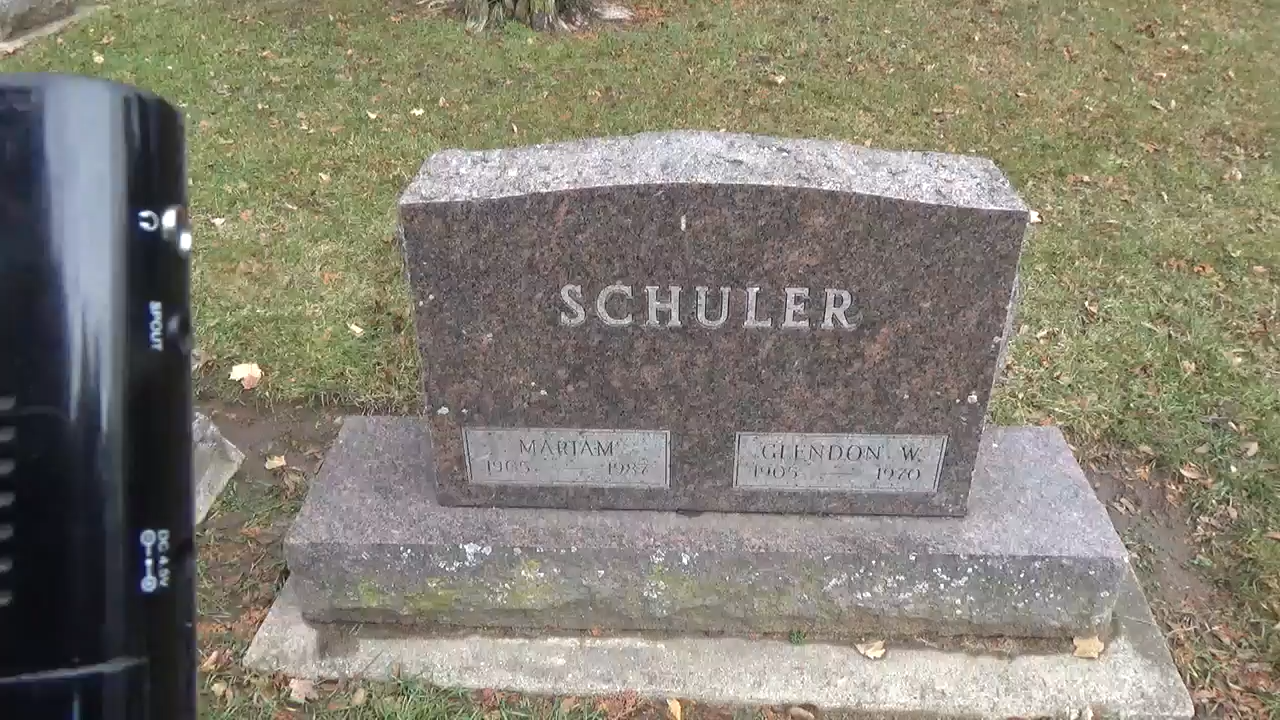 SCHULER
MARIAM
1905 1987
GLENDON W.
1905 1970
SPOUT
DC 4.5V